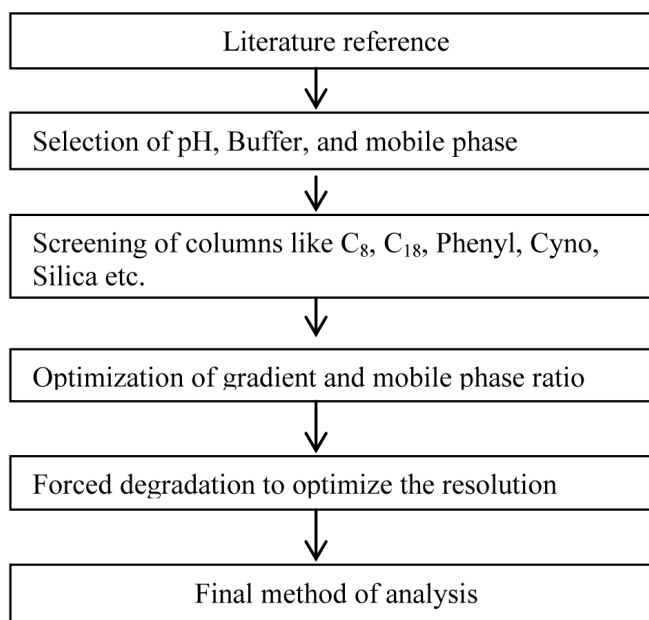 Literature reference
Selection of pH, Buffer, and mobile phase
Screening of columns like C₈, C₁₈, Phenyl, Cyno,
Silica etc.
Optimization of gradient and mobile phase ratio
Forced degradation to optimize the resolution
Final method of analysis